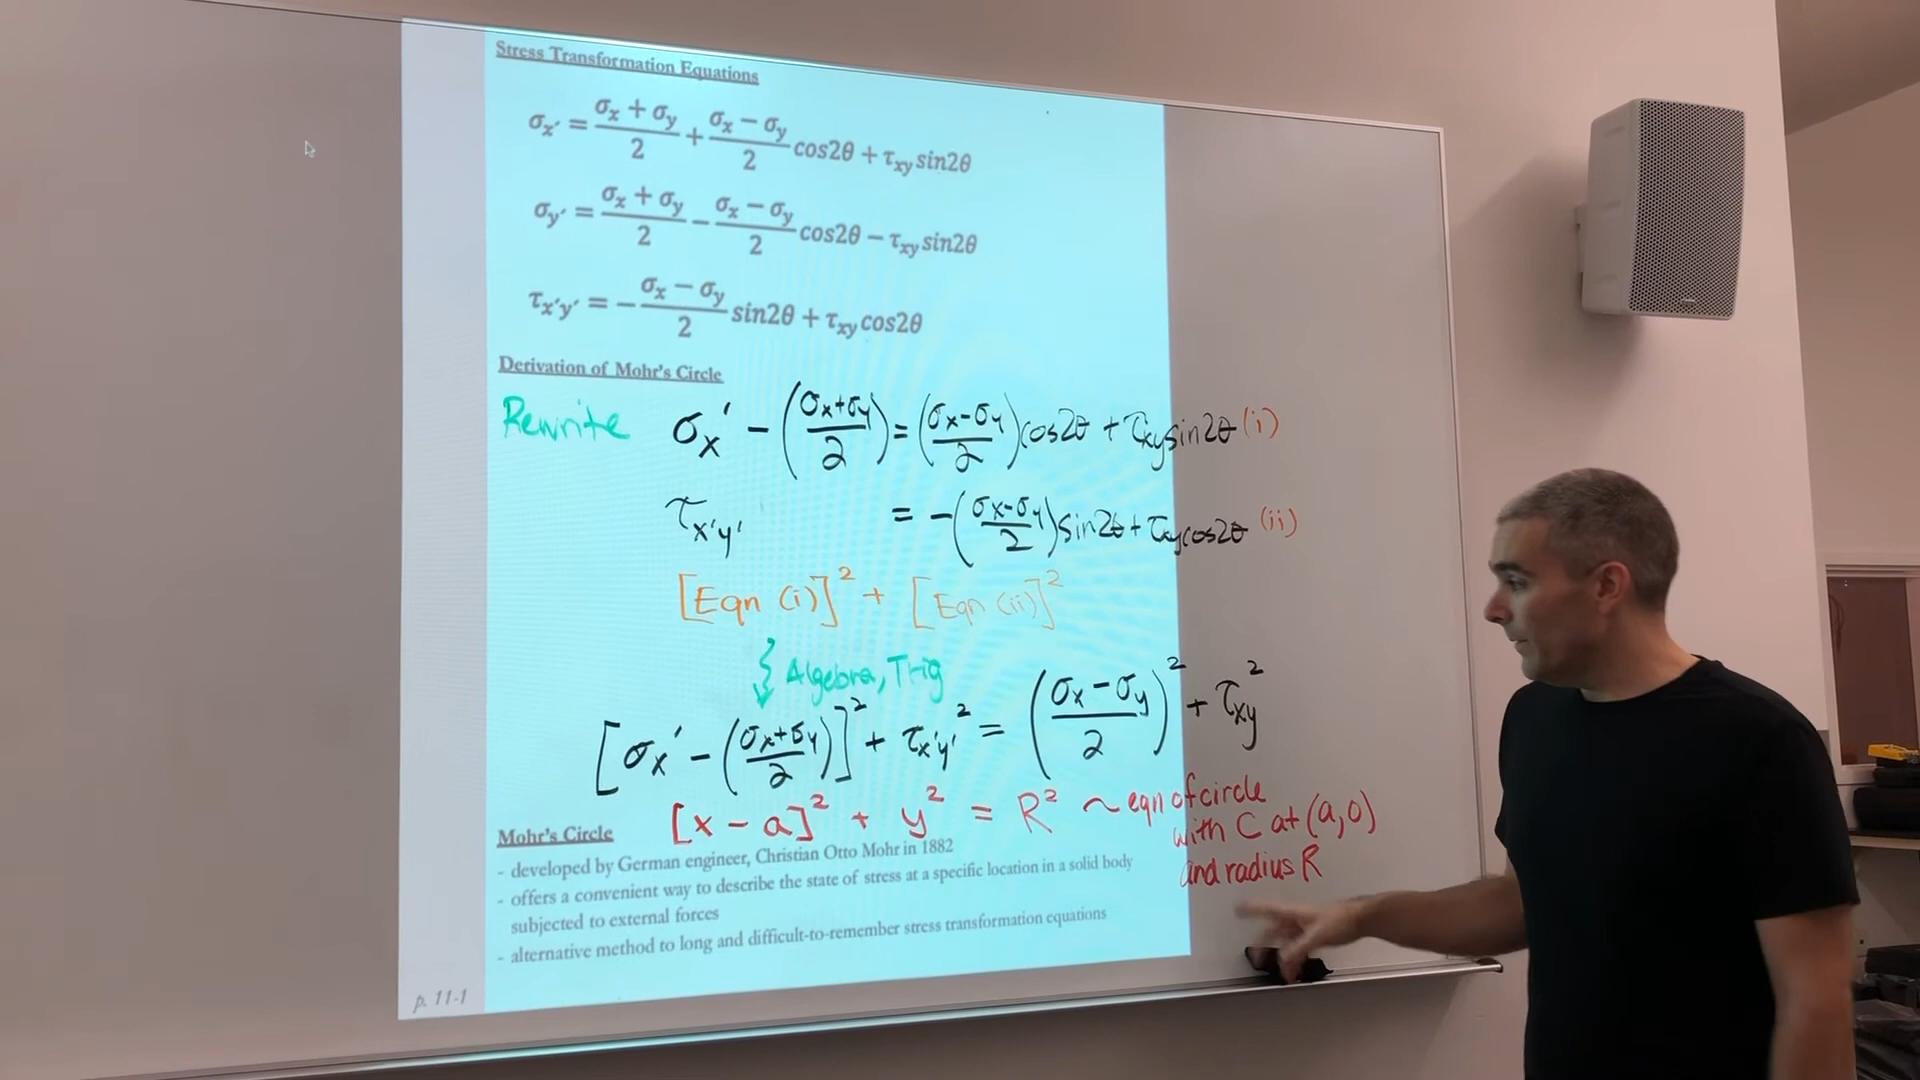 Stress Transformation Equations
σx′ = (σx + σy)/2 + (σx − σy)/2 cos2θ + τxy sin2θ
σy′ = (σx + σy)/2 − (σx − σy)/2 cos2θ − τxy sin2θ
τx′y′ = − (σx − σy)/2 sin2θ + τxy cos2θ
Derivation of Mohr's Circle
Rewrite σx′ − ((σx+σy)/2) = ((σx−σy)/2) cos2θ + τxy sin2θ (i)
τx′y′ = −((σx−σy)/2) sin2θ + τxy cos2θ (ii)
[Eqn (i)]² + [Eqn (ii)]²
Algebra, Trig
[σx′ − ((σx+σy)/2)]² + τx′y′² = ((σx − σy)/2)² + τxy²
[x − a]² + y² = R² ~ eqn of circle
with C at (a,0)
and radius R
Mohr's Circle
- developed by German engineer, Christian Otto Mohr in 1882
- offers a convenient way to describe the state of stress at a specific location in a solid body
subjected to external forces
- alternative method to long and difficult-to-remember stress transformation equations
p. 11-1